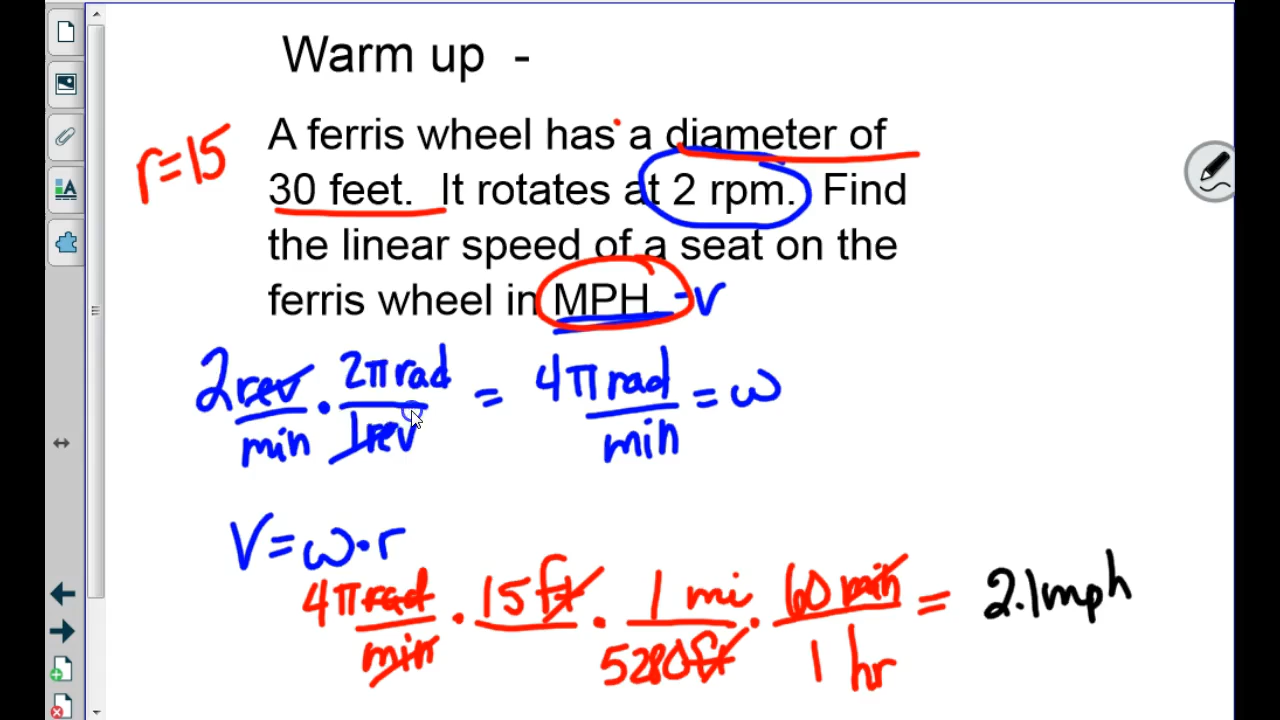 Warm up -
r=15
A ferris wheel has a diameter of
30 feet. It rotates at 2 rpm. Find
the linear speed of a seat on the
ferris wheel in MPH. -v
2rev/min · 2π rad/1rev = 4π rad/min = ω
V=ω·r
4π rad/min · 15 ft · 1 mi/5280 ft · 60 min/1 hr = 2.1mph